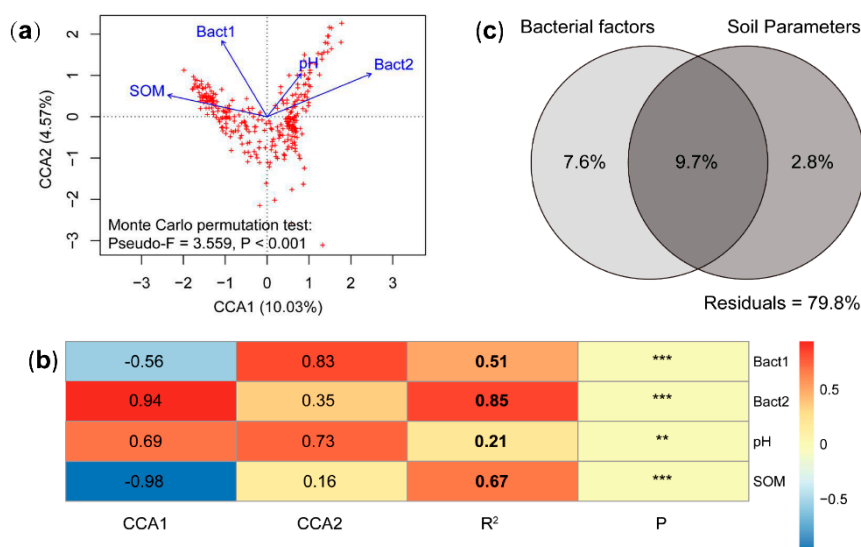 (a)
Bact1
pH
Bact2
SOM
CCA2 (4.57%)
2
1
0
−1
−2
−3
Monte Carlo permutation test:
Pseudo-F = 3.559, P < 0.001
−3 −2 −1 0 1 2 3
CCA1 (10.03%)
(c)
Bacterial factors Soil Parameters
7.6% 9.7% 2.8%
Residuals = 79.8%
(b)
-0.56 0.83 0.51 *** Bact1
0.94 0.35 0.85 *** Bact2
0.69 0.73 0.21 ** pH
-0.98 0.16 0.67 *** SOM
CCA1 CCA2 R² P
0.5
0
−0.5